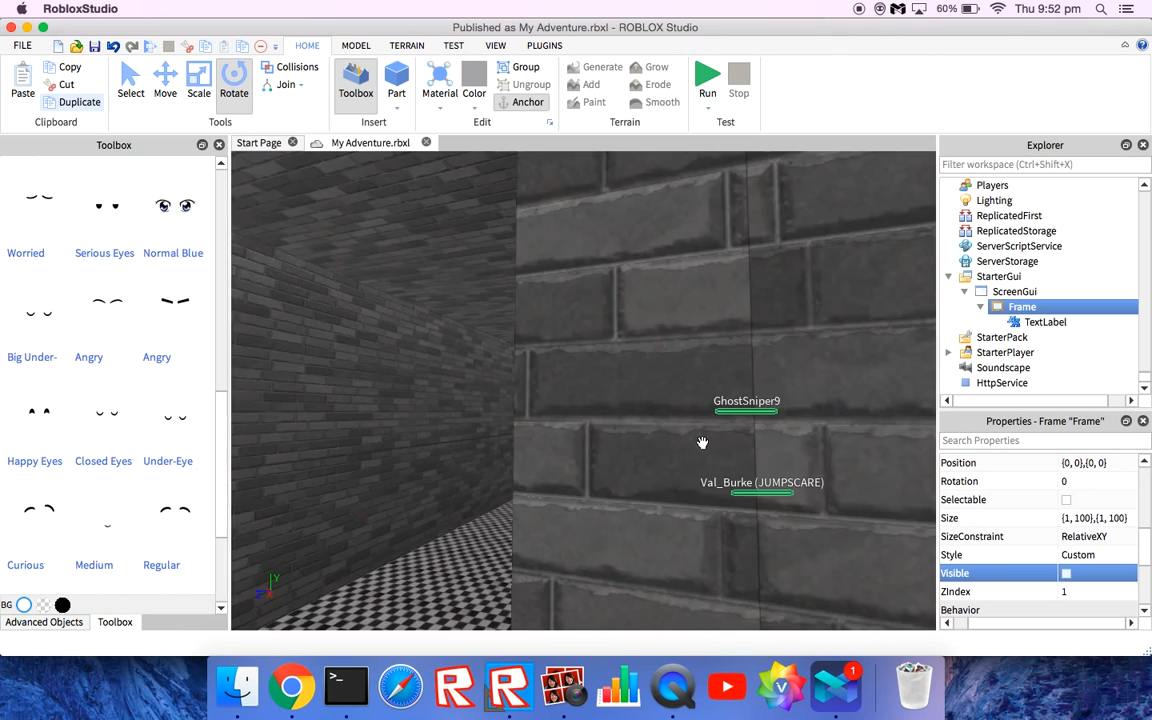 RobloxStudio
60%
Thu 9:52 pm
Published as My Adventure.rbxl - ROBLOX Studio
FILE
HOME
MODEL
TERRAIN
TEST
VIEW
PLUGINS
Paste
Copy
Cut
Duplicate
Clipboard
Select
Move
Scale
Rotate
Collisions
Join
Tools
Toolbox
Part
Insert
Material
Color
Group
Ungroup
Anchor
Edit
Generate
Grow
Add
Erode
Paint
Smooth
Terrain
Run
Stop
Test
Toolbox
Worried
Serious Eyes
Normal Blue
Big Under-
Angry
Angry
Happy Eyes
Closed Eyes
Under-Eye
Curious
Medium
Regular
BG
Advanced Objects
Toolbox
Start Page
My Adventure.rbxl
GhostSniper9
Val_Burke (JUMPSCARE)
Y
Explorer
Filter workspace (Ctrl+Shift+X)
Players
Lighting
ReplicatedFirst
ReplicatedStorage
ServerScriptService
ServerStorage
StarterGui
ScreenGui
Frame
TextLabel
StarterPack
StarterPlayer
Soundscape
HttpService
Properties - Frame "Frame"
Search Properties
Position {0, 0},{0, 0}
Rotation 0
Selectable
Size {1, 100},{1, 100}
SizeConstraint RelativeXY
Style Custom
Visible
ZIndex 1
Behavior
1